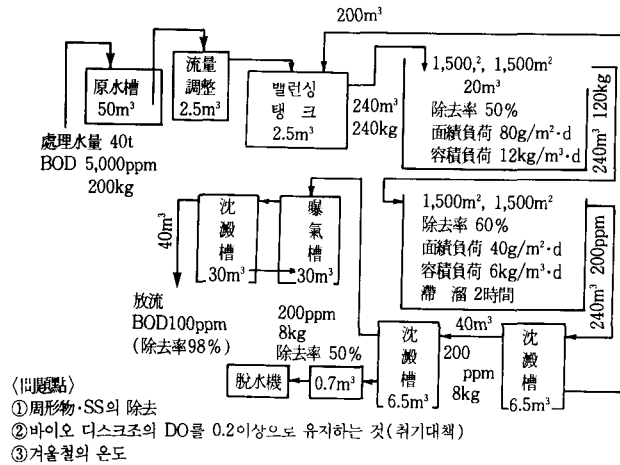 200m³
原水槽
50m³
流量
調整
2.5m³
밸런싱
탱크
2.5m³
240m³
240kg
1,500,², 1,500m²
20m³
除去率 50%
面績負荷 80g/m²·d
容積負荷 12kg/m³·d
240m³ 120kg
處理水量 40t
BOD 5,000ppm
200kg
1,500m², 1,500m²
除去率 60%
面績負荷 40g/m²·d
容積負荷 6kg/m³·d
滯 溜 2時間
240m³ 200ppm
40m³
沈澱槽
30m³
曝氣槽
30m³
放流
BOD100ppm
(除去率98%)
200ppm
8kg
除去率 50%
脫水機
0.7m³
沈澱槽
6.5m³
40m³
200
ppm
8kg
沈澱槽
6.5m³
〈問題點〉
①周形物·SS의 除去
②바이오 디스크조의 DO를 0.2이상으로 유지하는 것(취기대책)
③겨울철의 온도